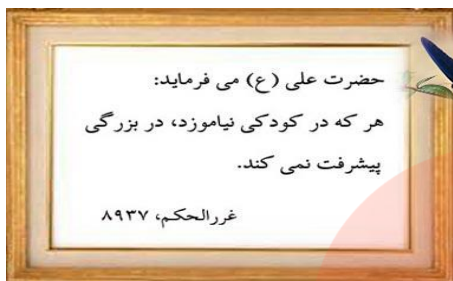 حضرت علی (ع) می فرماید:
هر که در کودکی نیاموزد، در بزرگی
پیشرفت نمی کند.
غررالحکم، ۸۹۳۷